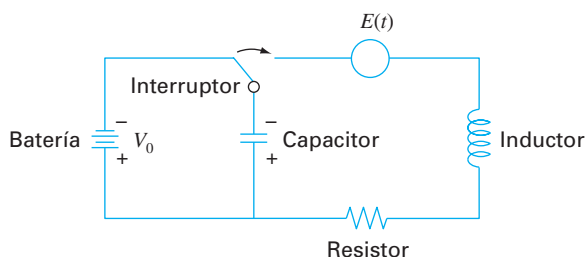 E(t)
Interruptor
Batería
−
V₀
+
−
Capacitor
+
Inductor
Resistor